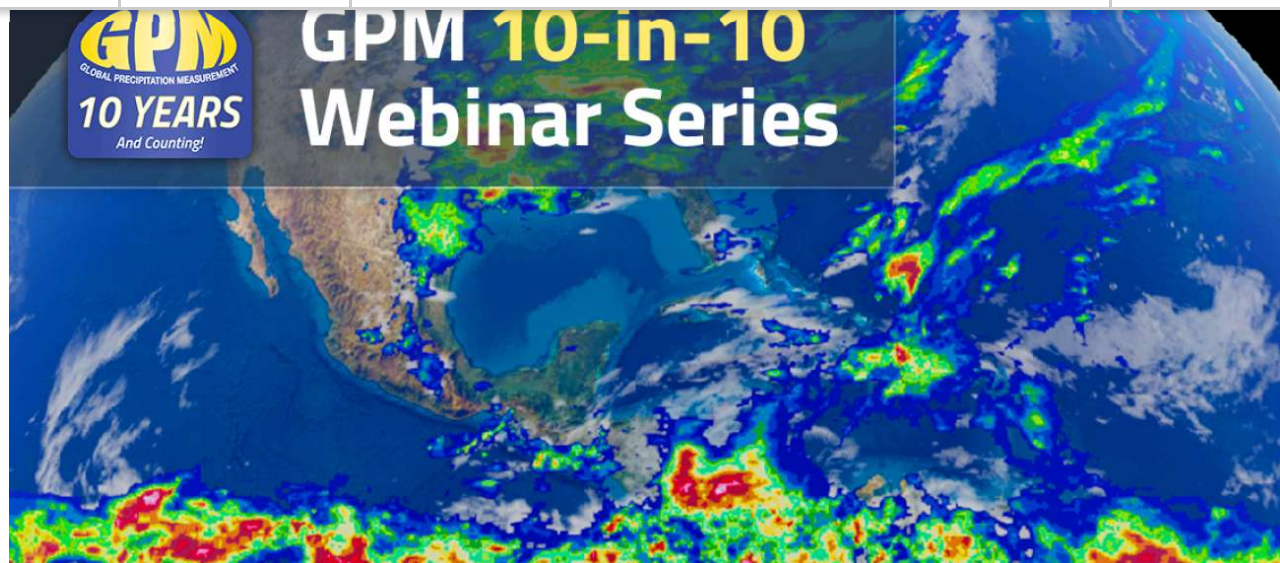 GPM
GLOBAL PRECIPITATION MEASUREMENT
10 YEARS
And Counting!
GPM 10-in-10
Webinar Series